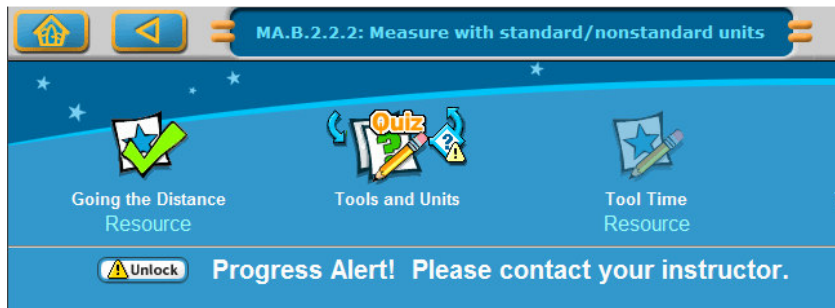 MA.B.2.2.2: Measure with standard/nonstandard units
Quiz
?
?
!
Going the Distance
Tools and Units
Tool Time
Resource
Resource
! Unlock
Progress Alert! Please contact your instructor.